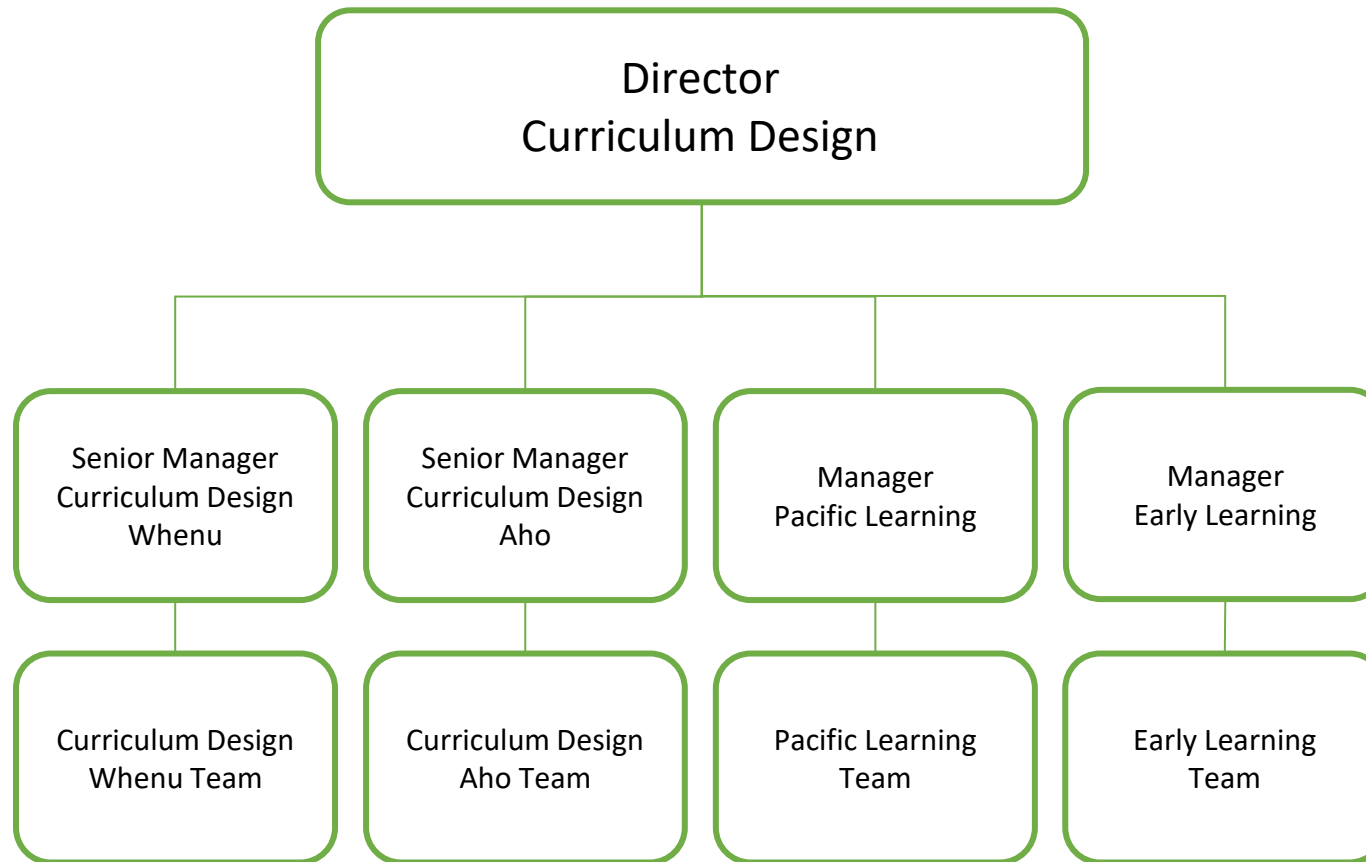 Director
Curriculum Design
Senior Manager
Curriculum Design
Whenu
Senior Manager
Curriculum Design
Aho
Manager
Pacific Learning
Manager
Early Learning
Curriculum Design
Whenu Team
Curriculum Design
Aho Team
Pacific Learning
Team
Early Learning
Team